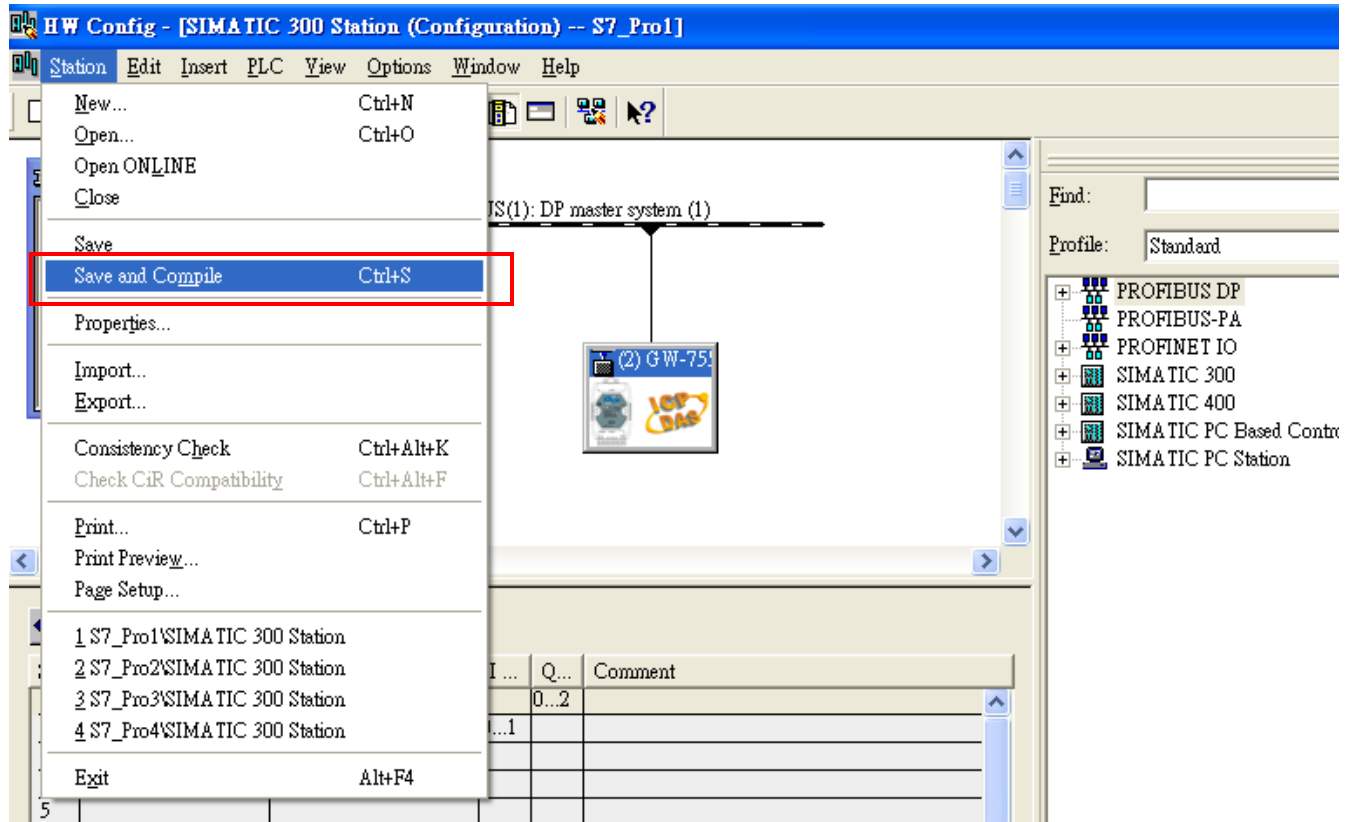 HW Config - [SIMATIC 300 Station (Configuration) -- S7_Pro1]
Station Edit Insert PLC View Options Window Help
New... Ctrl+N
Open... Ctrl+O
Open ONLINE
Close
Save
Save and Compile Ctrl+S
Properties...
Import...
Export...
Consistency Check Ctrl+Alt+K
Check CiR Compatibility Ctrl+Alt+F
Print... Ctrl+P
Print Preview...
Page Setup...
1 S7_Pro1\SIMATIC 300 Station
2 S7_Pro2\SIMATIC 300 Station
3 S7_Pro3\SIMATIC 300 Station
4 S7_Pro4\SIMATIC 300 Station
Exit Alt+F4
US(1): DP master system (1)
(2) GW-75
ICP
DAS
Find:
Profile: Standard
PROFIBUS DP
PROFIBUS-PA
PROFINET IO
SIMATIC 300
SIMATIC 400
SIMATIC PC Based Contro
SIMATIC PC Station
I ... Q... Comment
0...2
...1
5